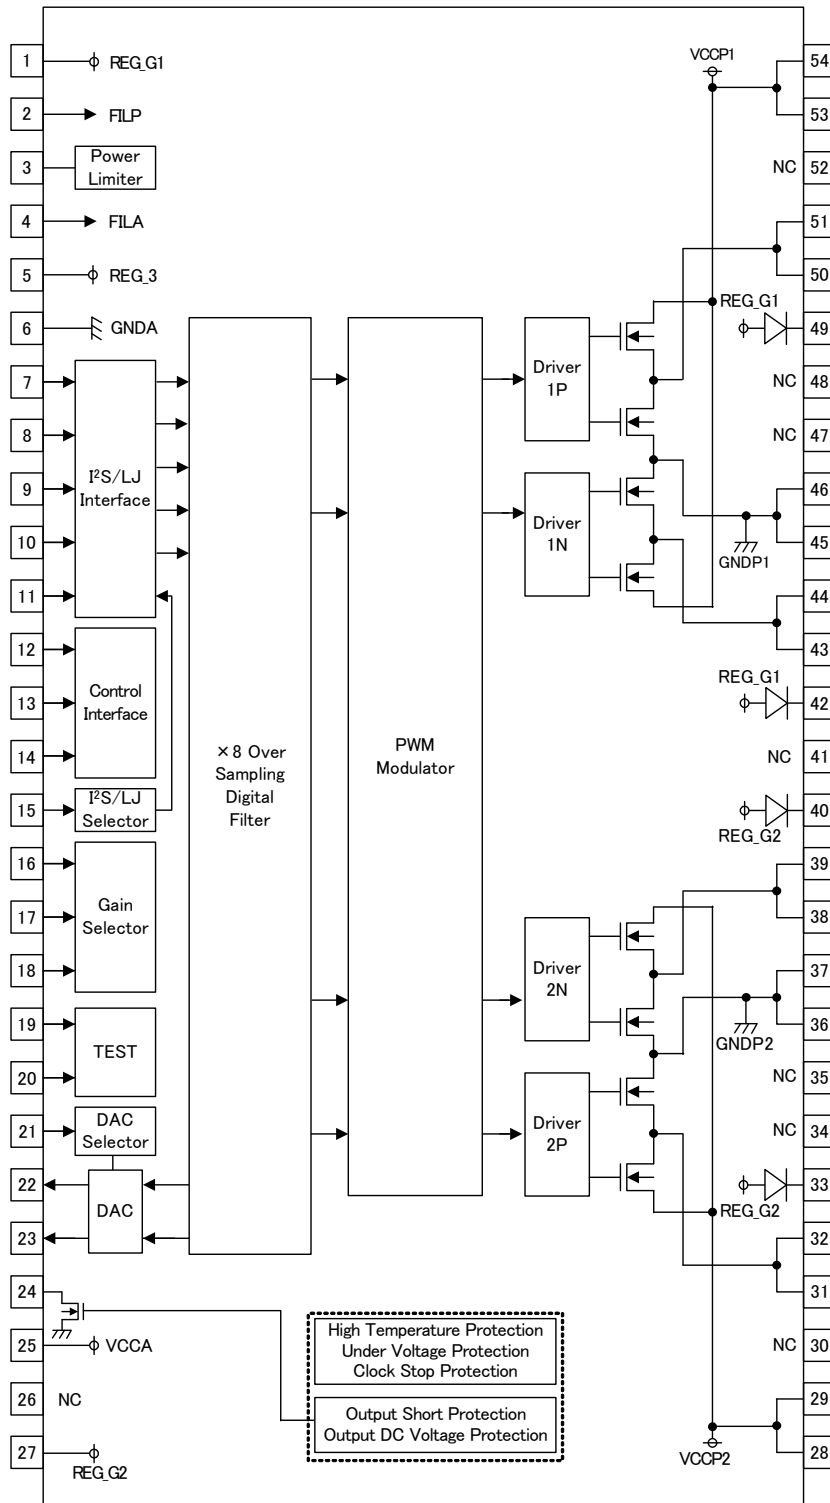 1
REG_G1
2
FILP
3
Power
Limiter
4
FILA
5
REG_3
6
GNDA
7
8
9
10
11
I²S/LJ
Interface
12
13
14
Control
Interface
15
I²S/LJ
Selector
16
17
18
Gain
Selector
19
20
TEST
21
DAC
Selector
22
23
DAC
24
25
VCCA
26
NC
27
REG_G2
×8 Over
Sampling
Digital
Filter
PWM
Modulator
Driver
1P
Driver
1N
Driver
2N
Driver
2P
High Temperature Protection
Under Voltage Protection
Clock Stop Protection
Output Short Protection
Output DC Voltage Protection
VCCP1
54
53
NC
52
51
50
REG_G1
49
NC
48
NC
47
46
45
GNDP1
44
43
REG_G1
42
NC
41
40
REG_G2
39
38
37
36
GNDP2
NC
35
NC
34
33
REG_G2
32
31
NC
30
29
28
VCCP2